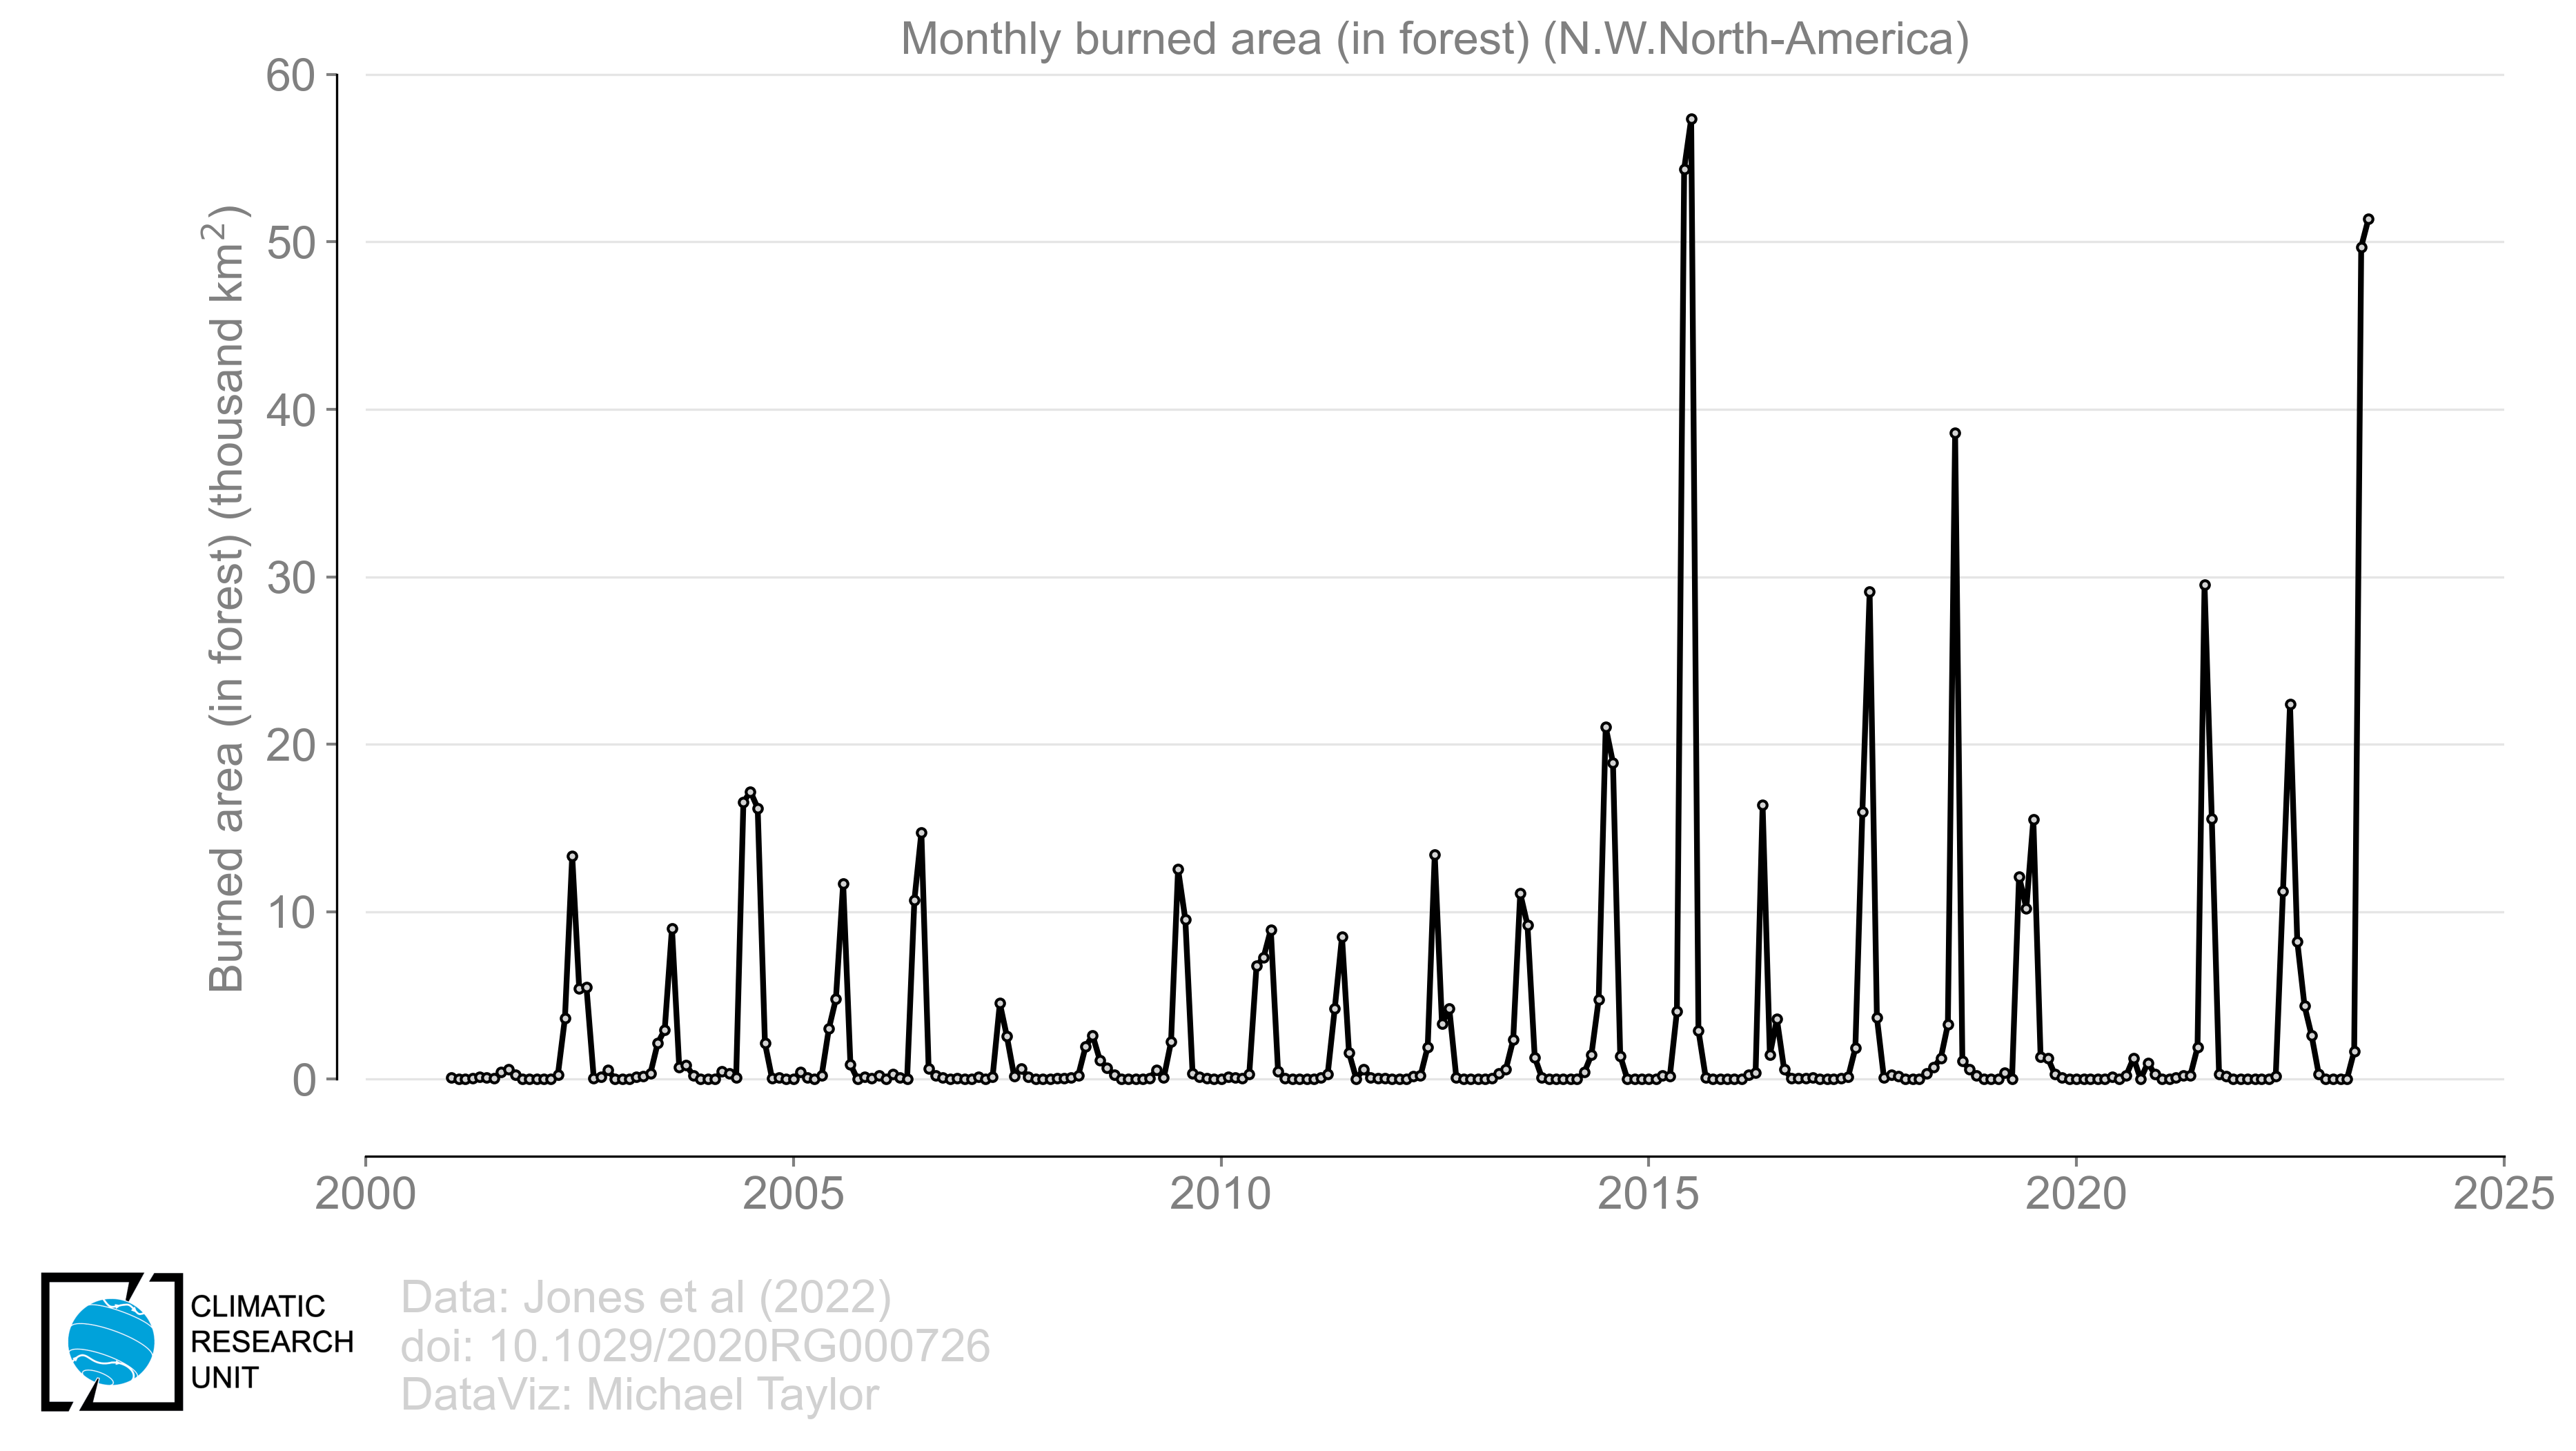 Monthly burned area (in forest) (N.W.North-America)
Burned area (in forest) (thousand km²)
60
50
40
30
20
10
0
2000
2005
2010
2015
2020
2025
CLIMATIC
RESEARCH
UNIT
Data: Jones et al (2022)
doi: 10.1029/2020RG000726
DataViz: Michael Taylor